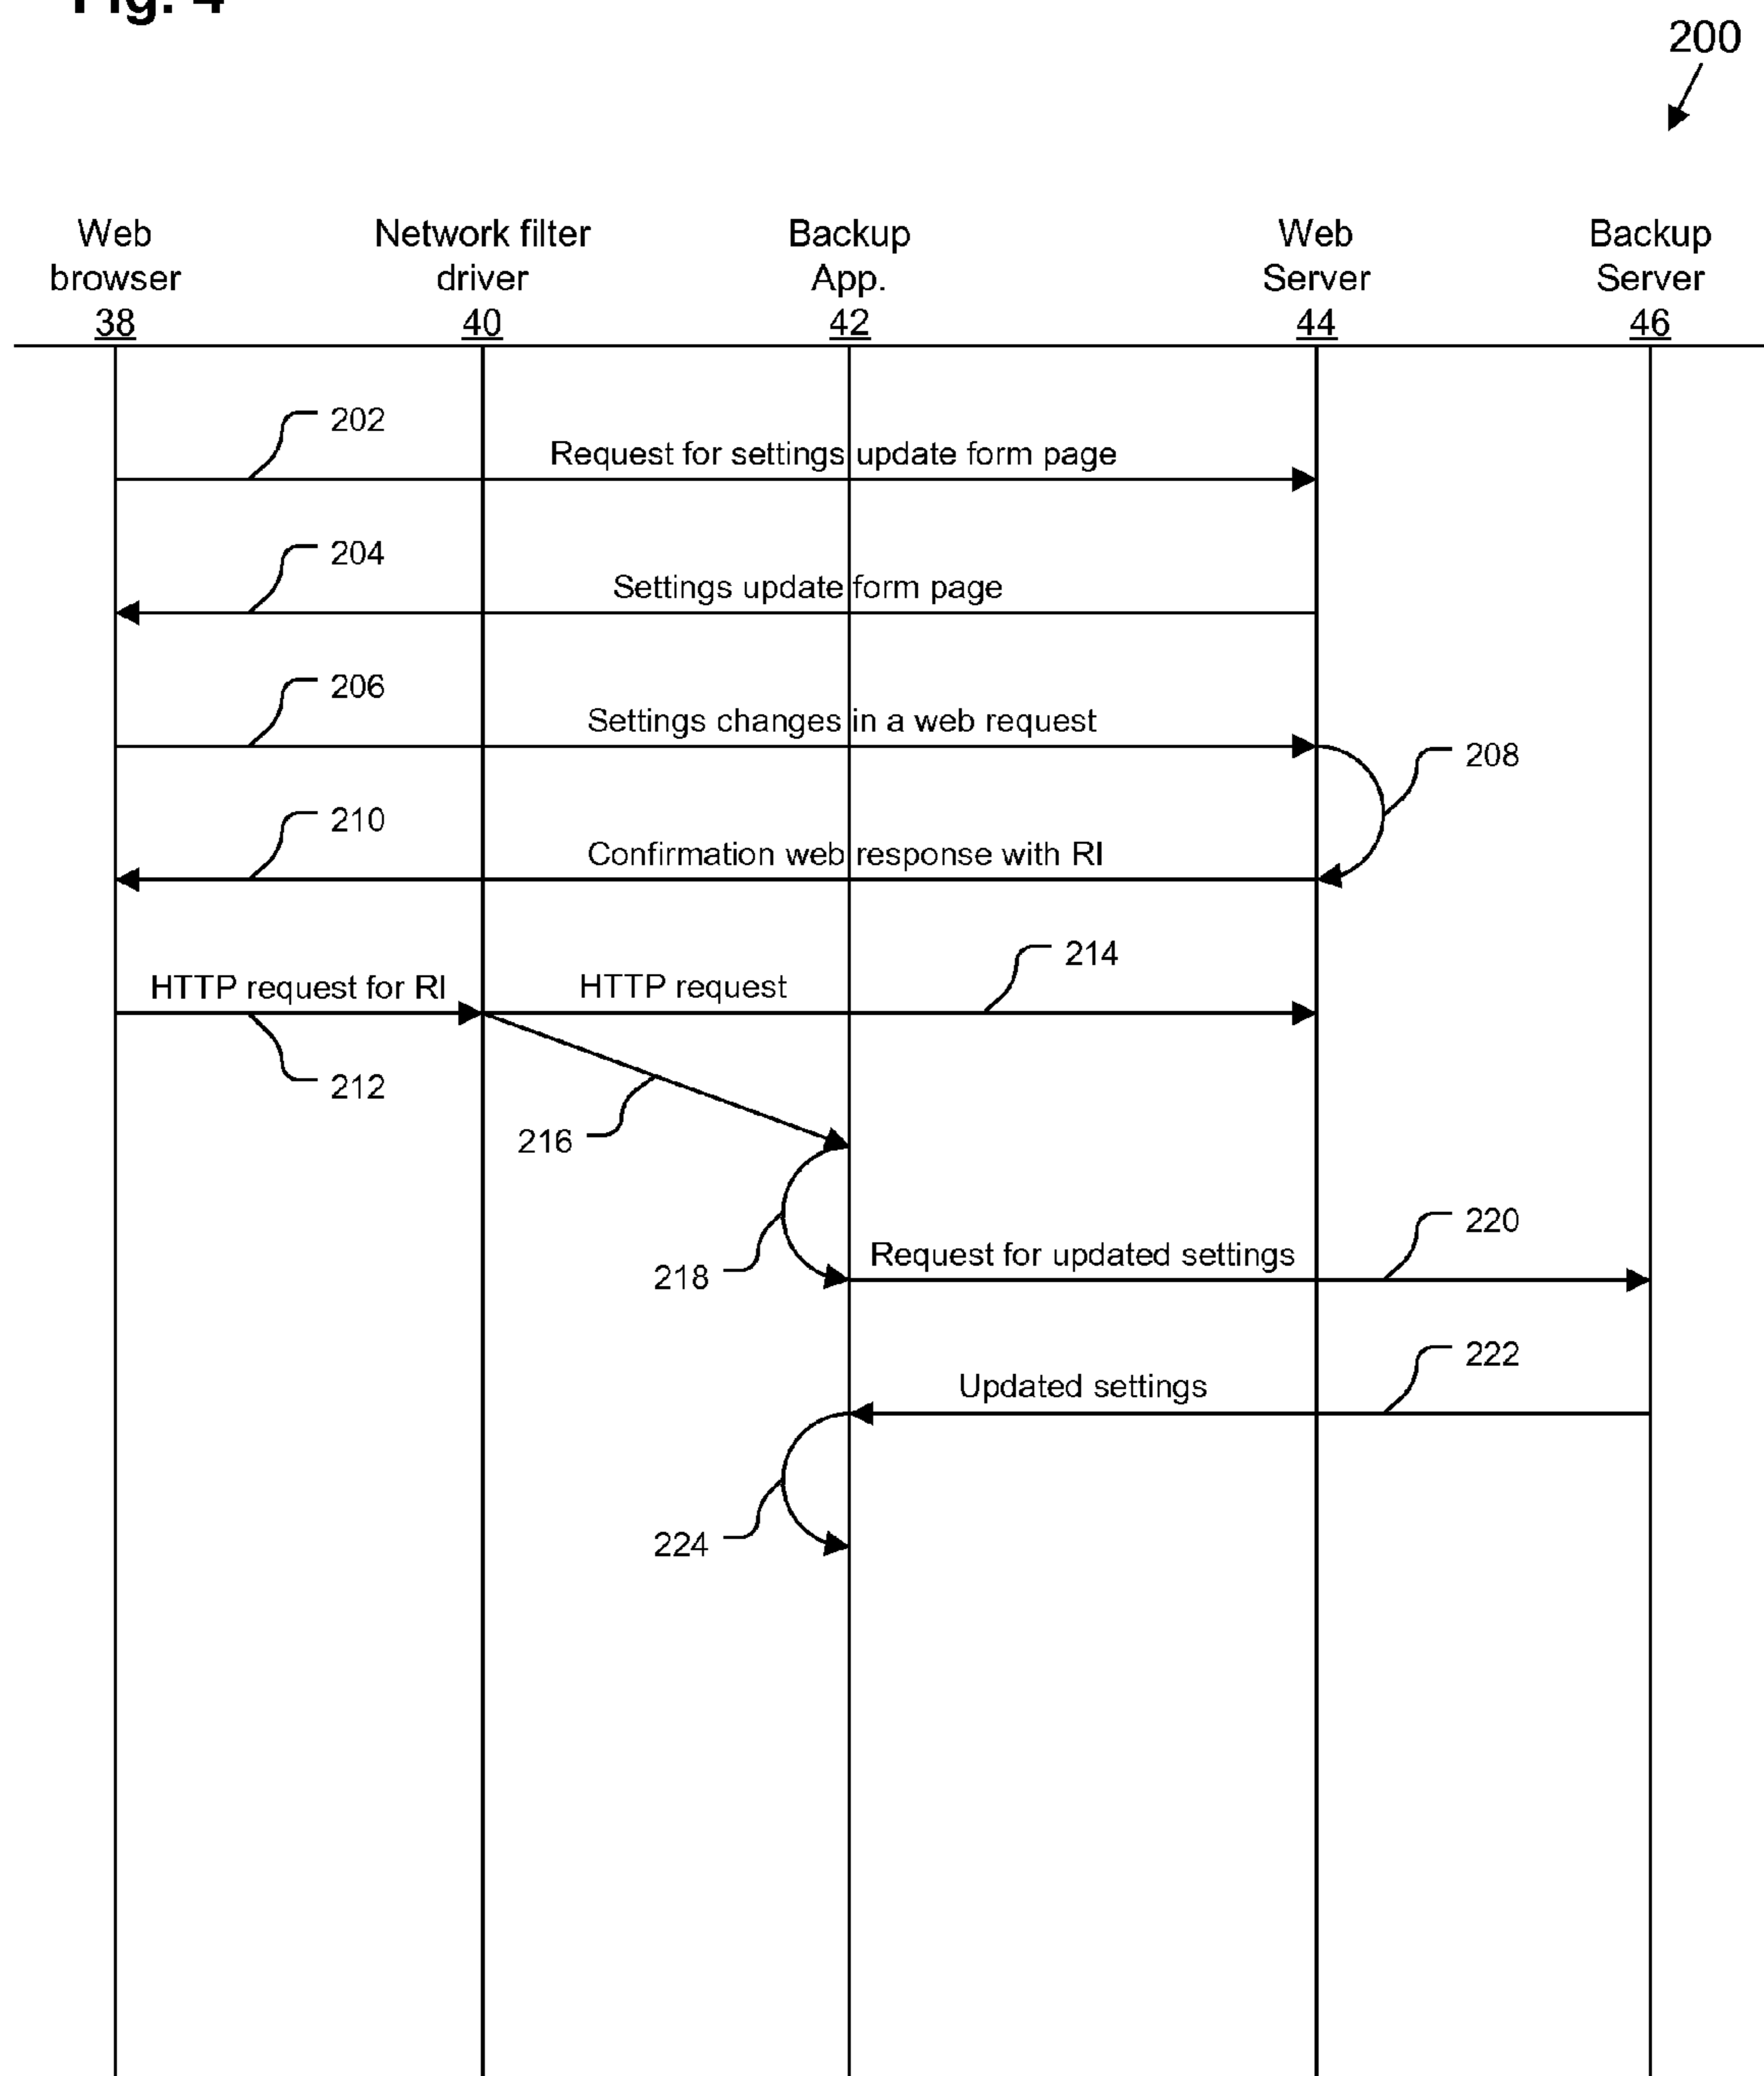 Fig. 4
200
Web browser 38
Network filter driver 40
Backup App. 42
Web Server 44
Backup Server 46
202
Request for settings update form page
204
Settings update form page
206
Settings changes in a web request
208
210
Confirmation web response with RI
214
HTTP request for RI
HTTP request
212
216
218
220
Request for updated settings
222
Updated settings
224